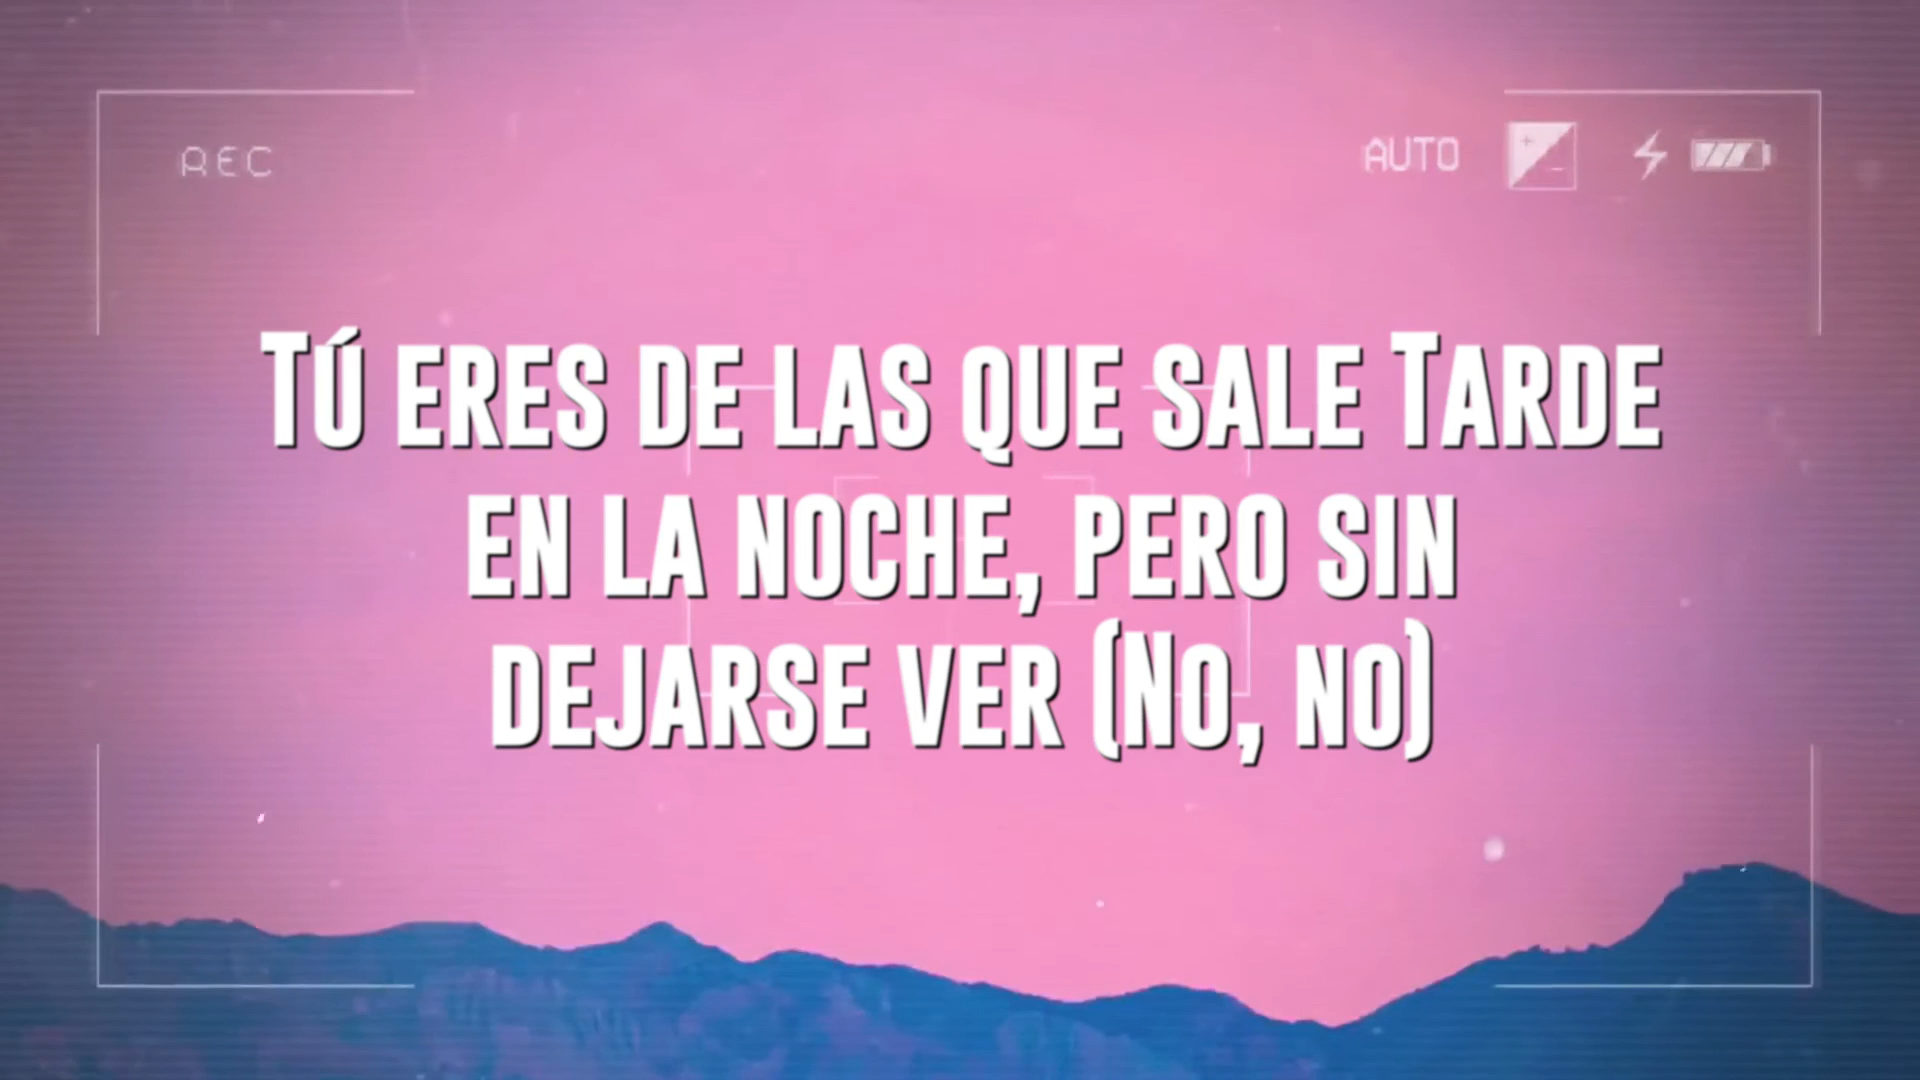 REC
AUTO
Tú eres de las que sale Tarde
en la noche, pero sin
dejarse ver (No, no)